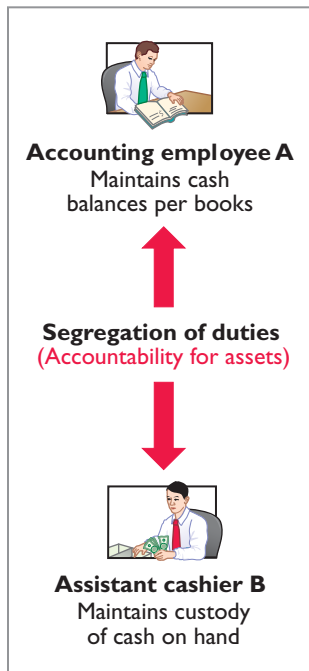 Accounting employee A
Maintains cash
balances per books
Segregation of duties
(Accountability for assets)
Assistant cashier B
Maintains custody
of cash on hand